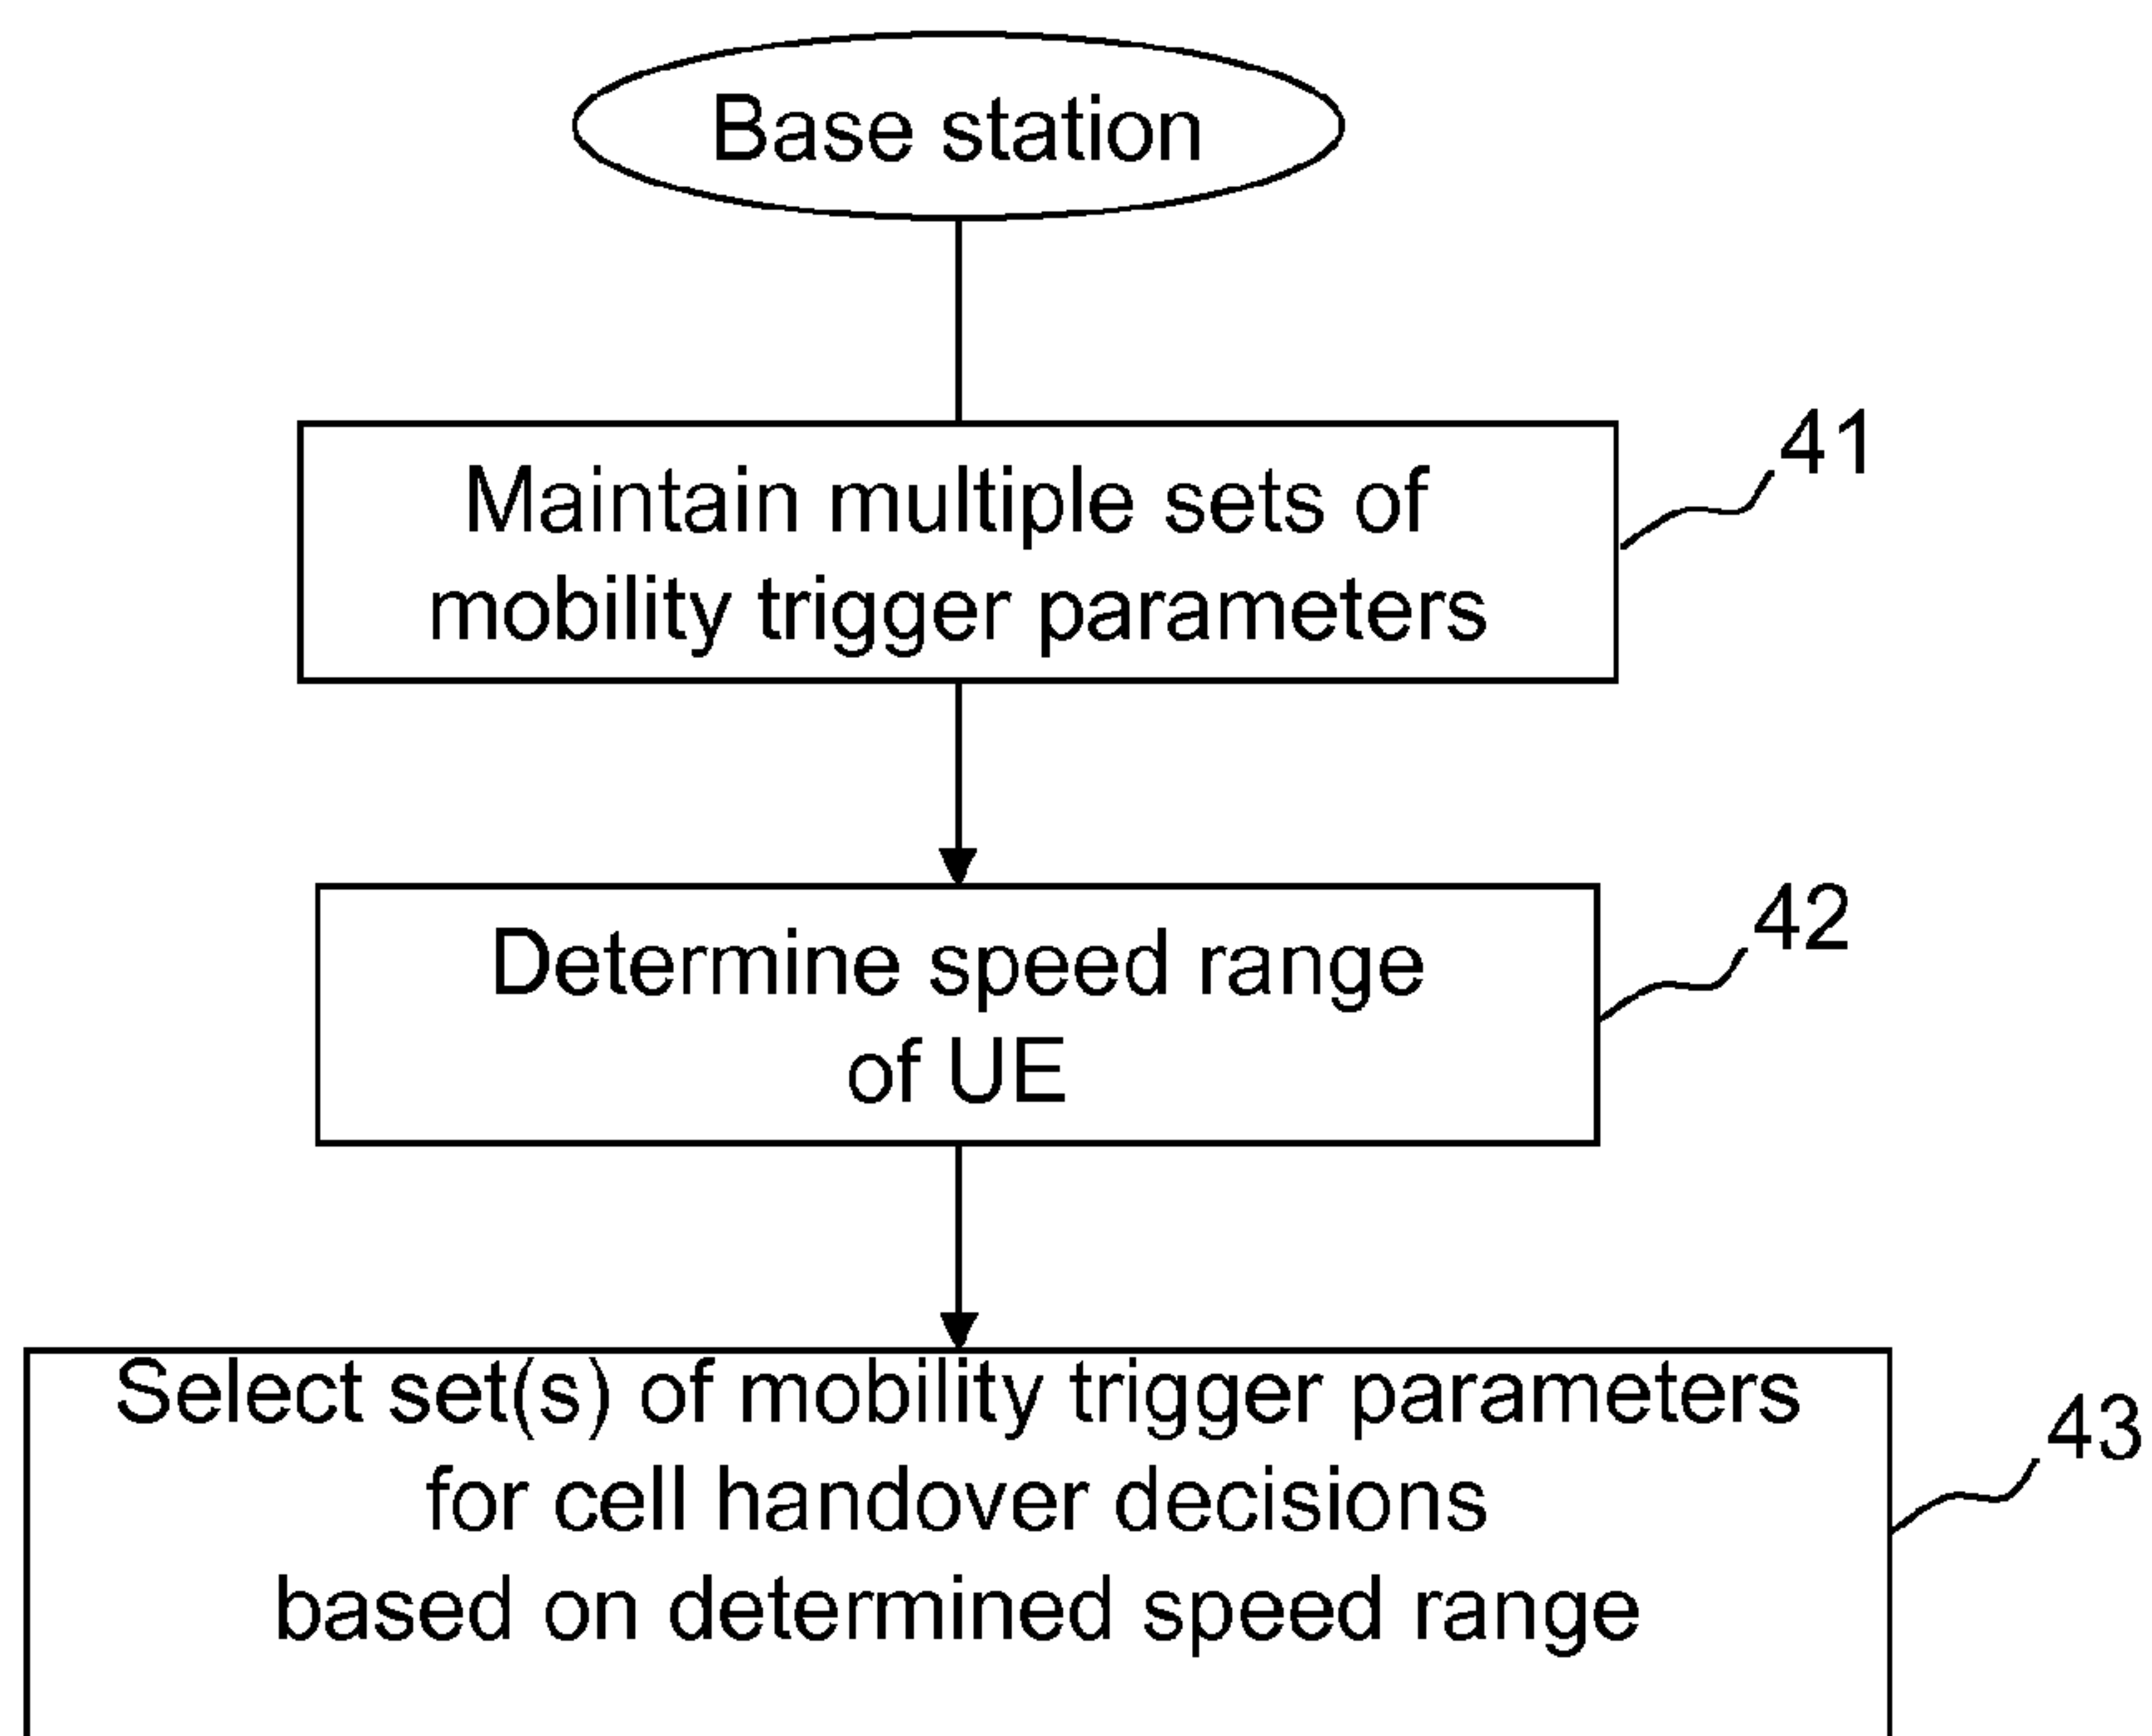 Base station
41
Maintain multiple sets of
mobility trigger parameters
42
Determine speed range
of UE
Select set(s) of mobility trigger parameters
43
for cell handover decisions
based on determined speed range